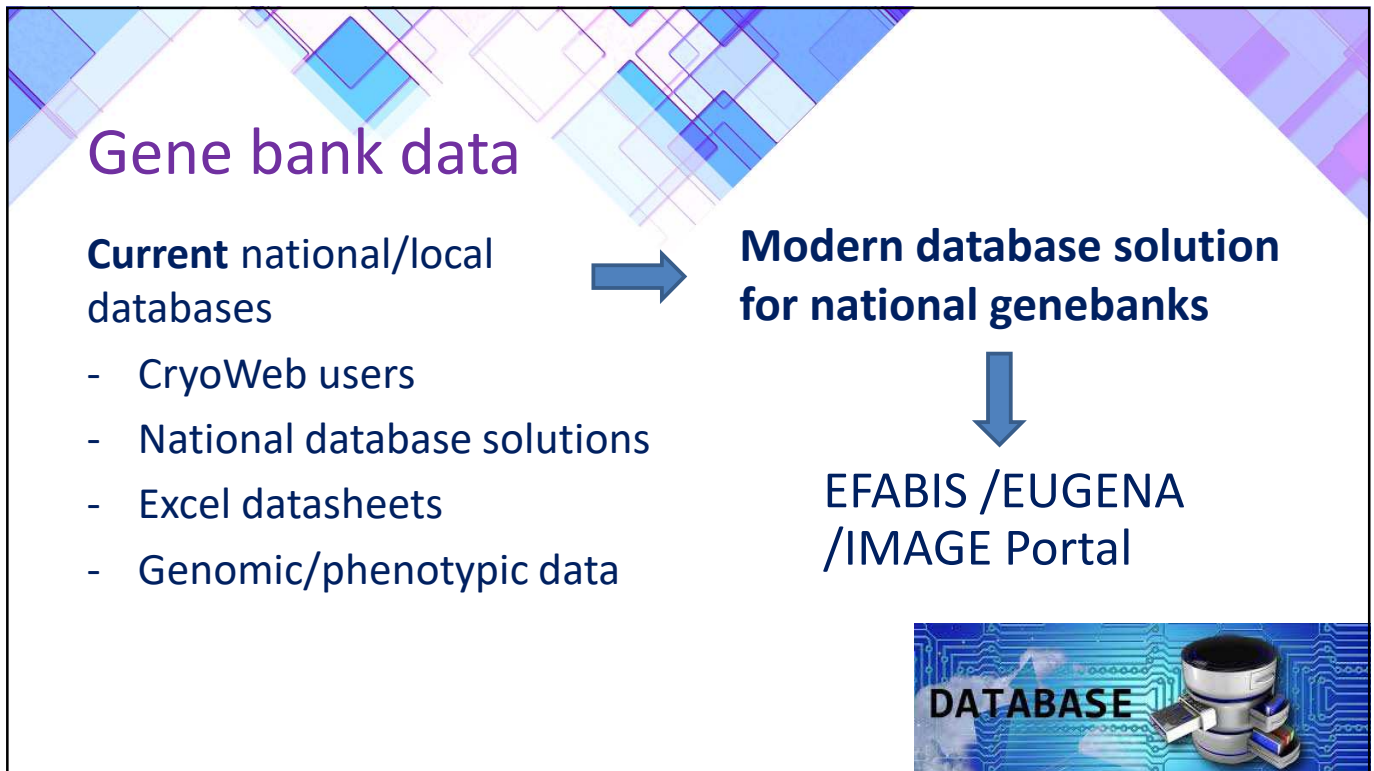 Gene bank data
Current national/local
databases
- CryoWeb users
- National database solutions
- Excel datasheets
- Genomic/phenotypic data
Modern database solution
for national genebanks
EFABIS /EUGENA
/IMAGE Portal
DATABASE